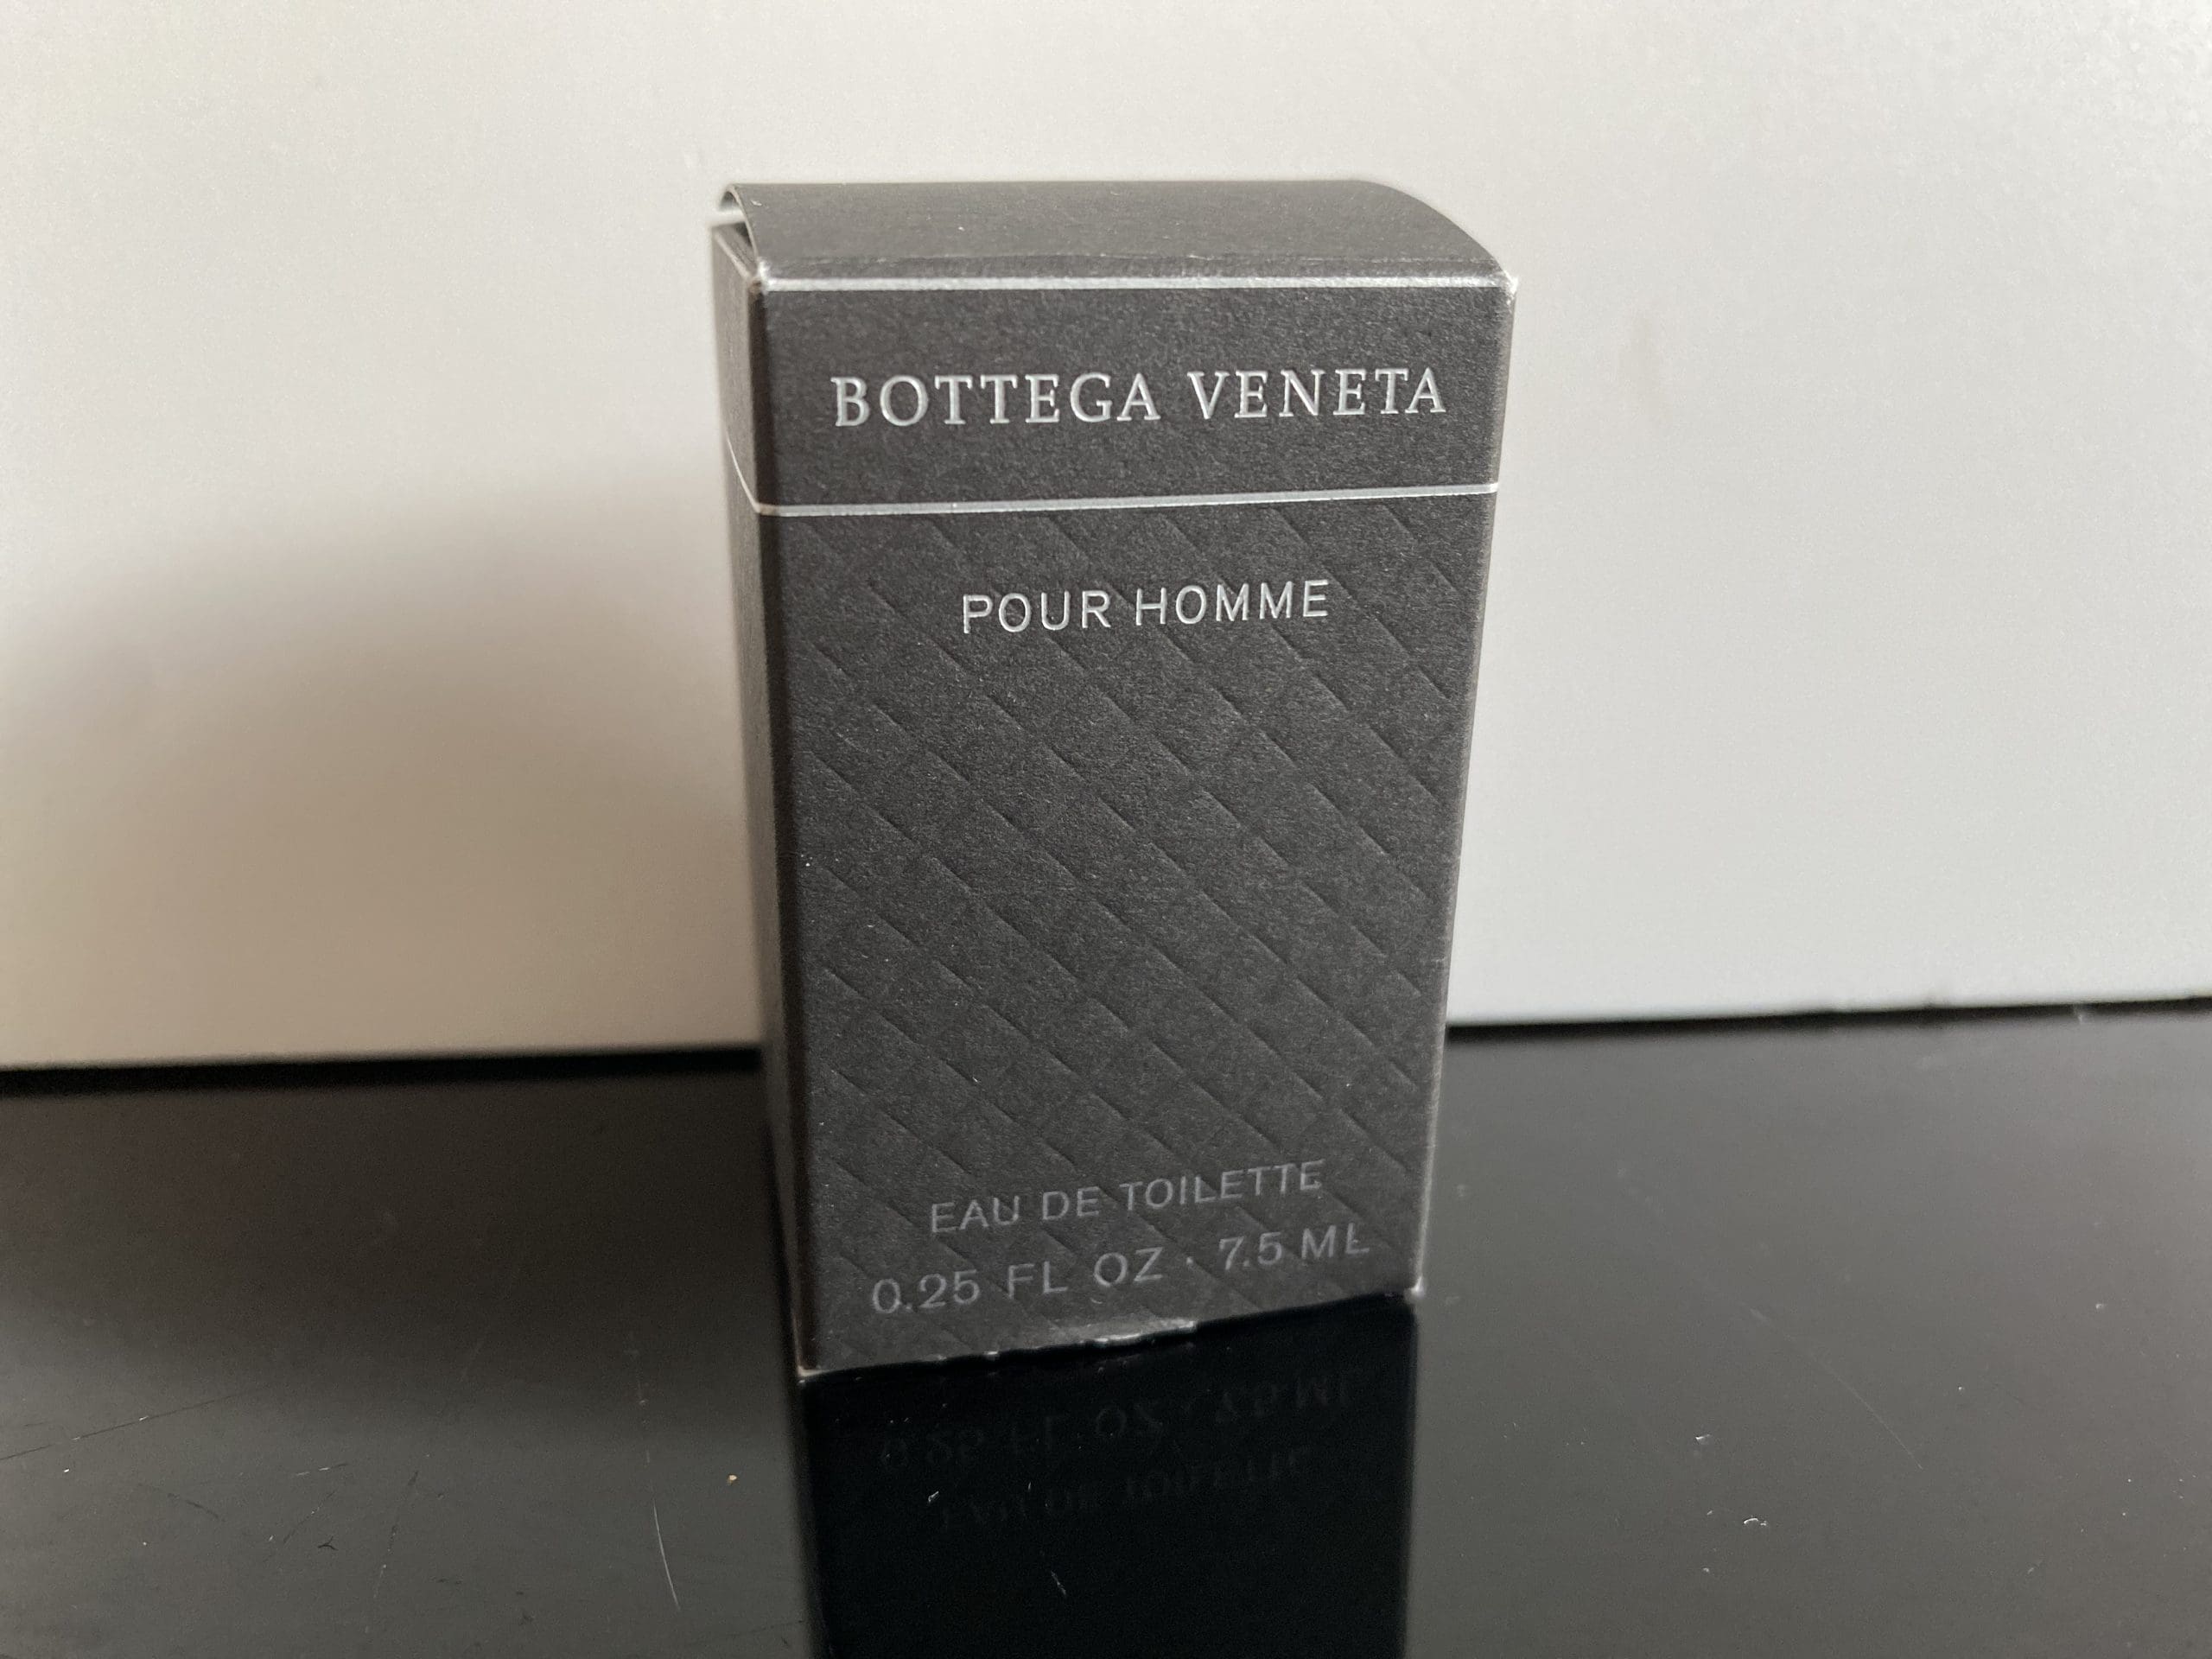 BOTTEGA VENETA
POUR HOMME
EAU DE TOILETTE
0.25 FL OZ · 7.5 ML